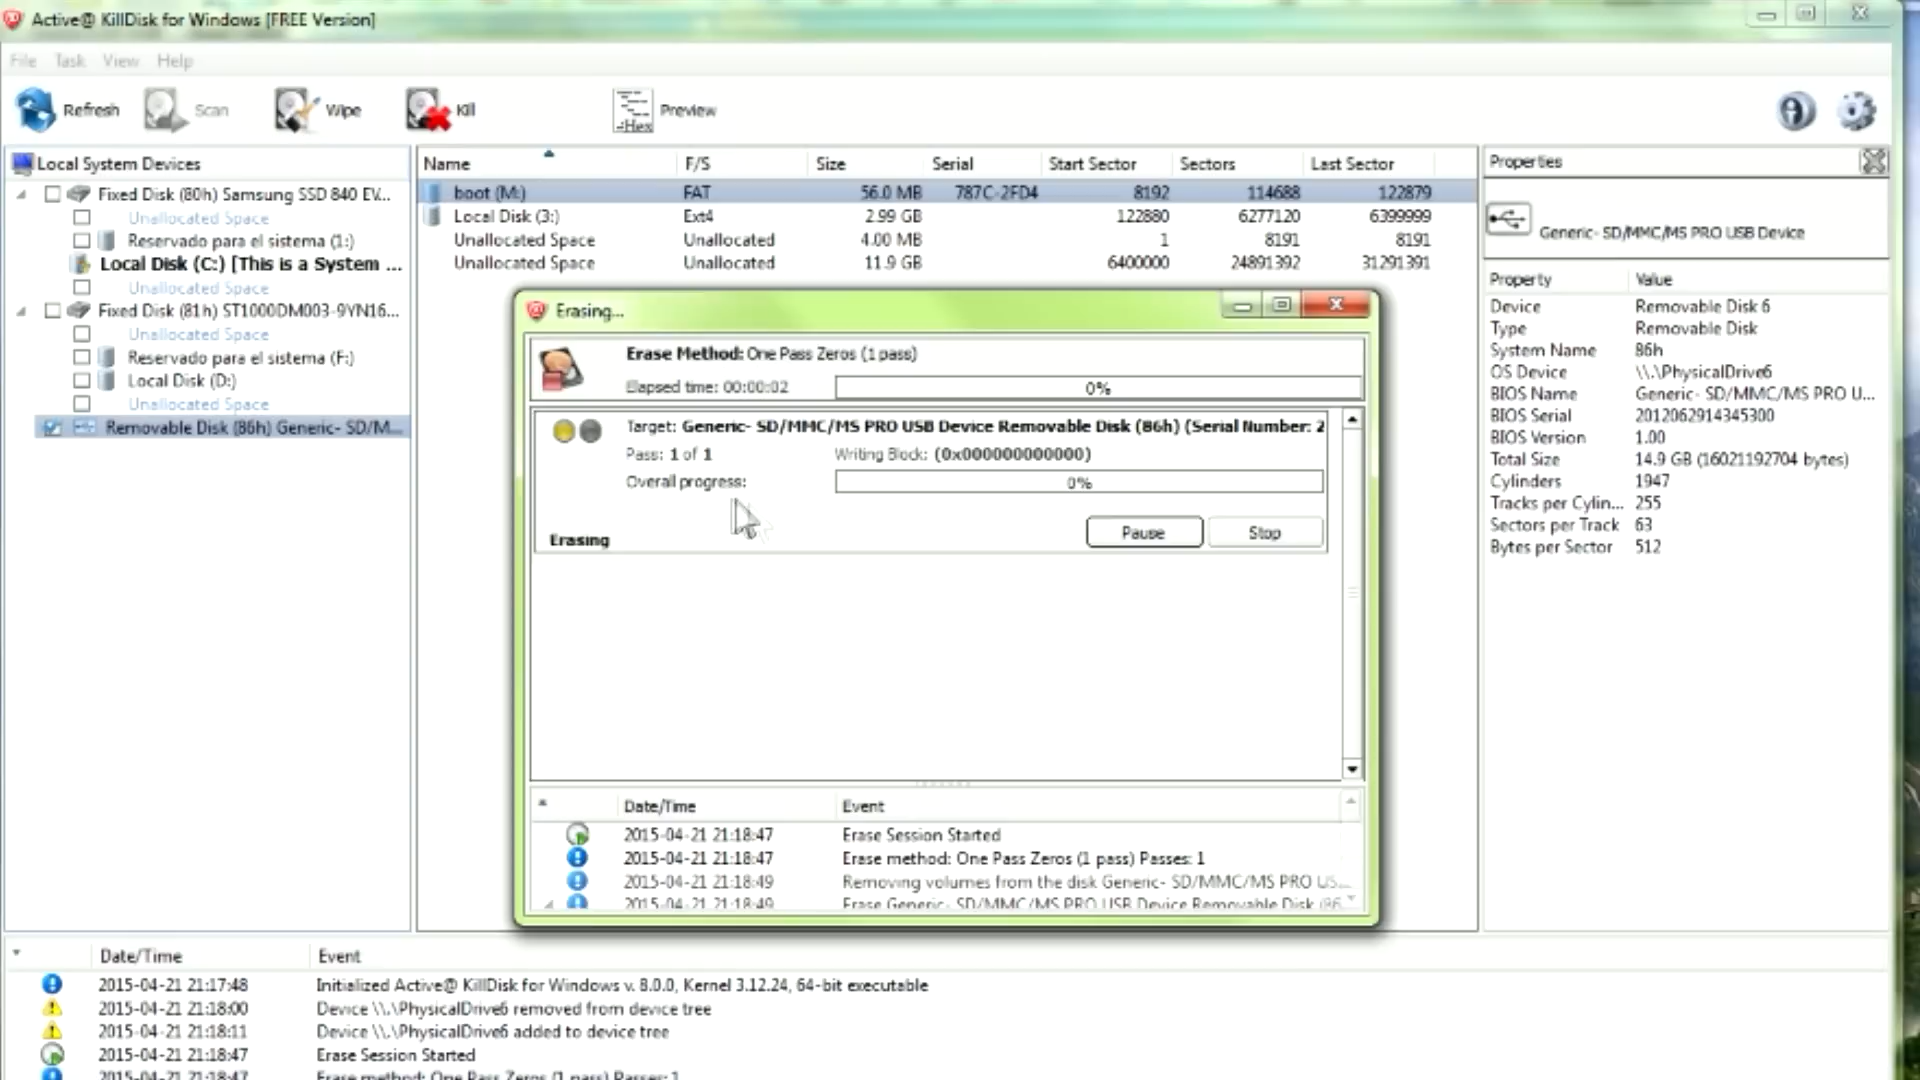 Active@ KillDisk for Windows [FREE Version]
File Task View Help
Refresh Scan Wipe Kill Preview
Local System Devices
Fixed Disk (80h) Samsung SSD 840 EV...
Unallocated Space
Reservado para el sistema (1:)
Local Disk (C:) [This is a System ...
Unallocated Space
Fixed Disk (81h) ST1000DM003-9YN16...
Unallocated Space
Reservado para el sistema (F:)
Local Disk (D:)
Unallocated Space
Removable Disk (86h) Generic- SD/M...
Name F/S Size Serial Start Sector Sectors Last Sector
boot (M:) FAT 56.0 MB 787C-2FD4 8192 114688 122879
Local Disk (3:) Ext4 2.99 GB 122880 6277120 6399999
Unallocated Space Unallocated 4.00 MB 1 8191 8191
Unallocated Space Unallocated 11.9 GB 6400000 24891392 31291391
Erasing...
Erase Method: One Pass Zeros (1 pass)
Elapsed time: 00:00:02 0%
Target: Generic- SD/MMC/MS PRO USB Device Removable Disk (86h) (Serial Number: 2
Pass: 1 of 1 Writing Block: (0x000000000000)
Overall progress: 0%
Erasing Pause Stop
Date/Time Event
2015-04-21 21:18:47 Erase Session Started
2015-04-21 21:18:47 Erase method: One Pass Zeros (1 pass) Passes: 1
2015-04-21 21:18:49 Removing volumes from the disk Generic- SD/MMC/MS PRO US...
2015-04-21 21:18:49 Erase Generic- SD/MMC/MS PRO USB Device Removable Disk (86
Properties
Generic- SD/MMC/MS PRO USB Device
Property Value
Device Removable Disk 6
Type Removable Disk
System Name 86h
OS Device \\.\PhysicalDrive6
BIOS Name Generic- SD/MMC/MS PRO U...
BIOS Serial 2012062914345300
BIOS Version 1.00
Total Size 14.9 GB (16021192704 bytes)
Cylinders 1947
Tracks per Cylin... 255
Sectors per Track 63
Bytes per Sector 512
Date/Time Event
2015-04-21 21:17:48 Initialized Active@ KillDisk for Windows v. 8.0.0, Kernel 3.12.24, 64-bit executable
2015-04-21 21:18:00 Device \\.\PhysicalDrive6 removed from device tree
2015-04-21 21:18:11 Device \\.\PhysicalDrive6 added to device tree
2015-04-21 21:18:47 Erase Session Started
2015-04-21 21:18:47 Erase method: One Pass Zeros (1 pass) Passes: 1